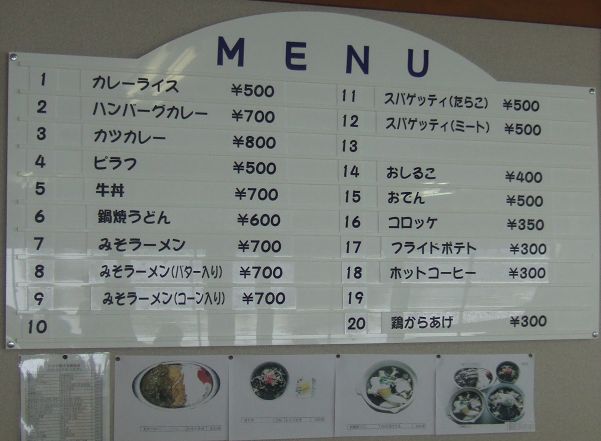 MENU
1 カレーライス ¥500
2 ハンバーグカレー ¥700
3 カツカレー ¥800
4 ピラフ ¥500
5 牛丼 ¥700
6 鍋焼うどん ¥600
7 みそラーメン ¥700
8 みそラーメン(バター入り) ¥700
9 みそラーメン(コーン入り) ¥700
10
11 スパゲッティ(たらこ) ¥500
12 スパゲッティ(ミート) ¥500
13
14 おしるこ ¥400
15 おでん ¥500
16 コロッケ ¥350
17 フライドポテト ¥300
18 ホットコーヒー ¥300
19
20 鶏からあげ ¥300